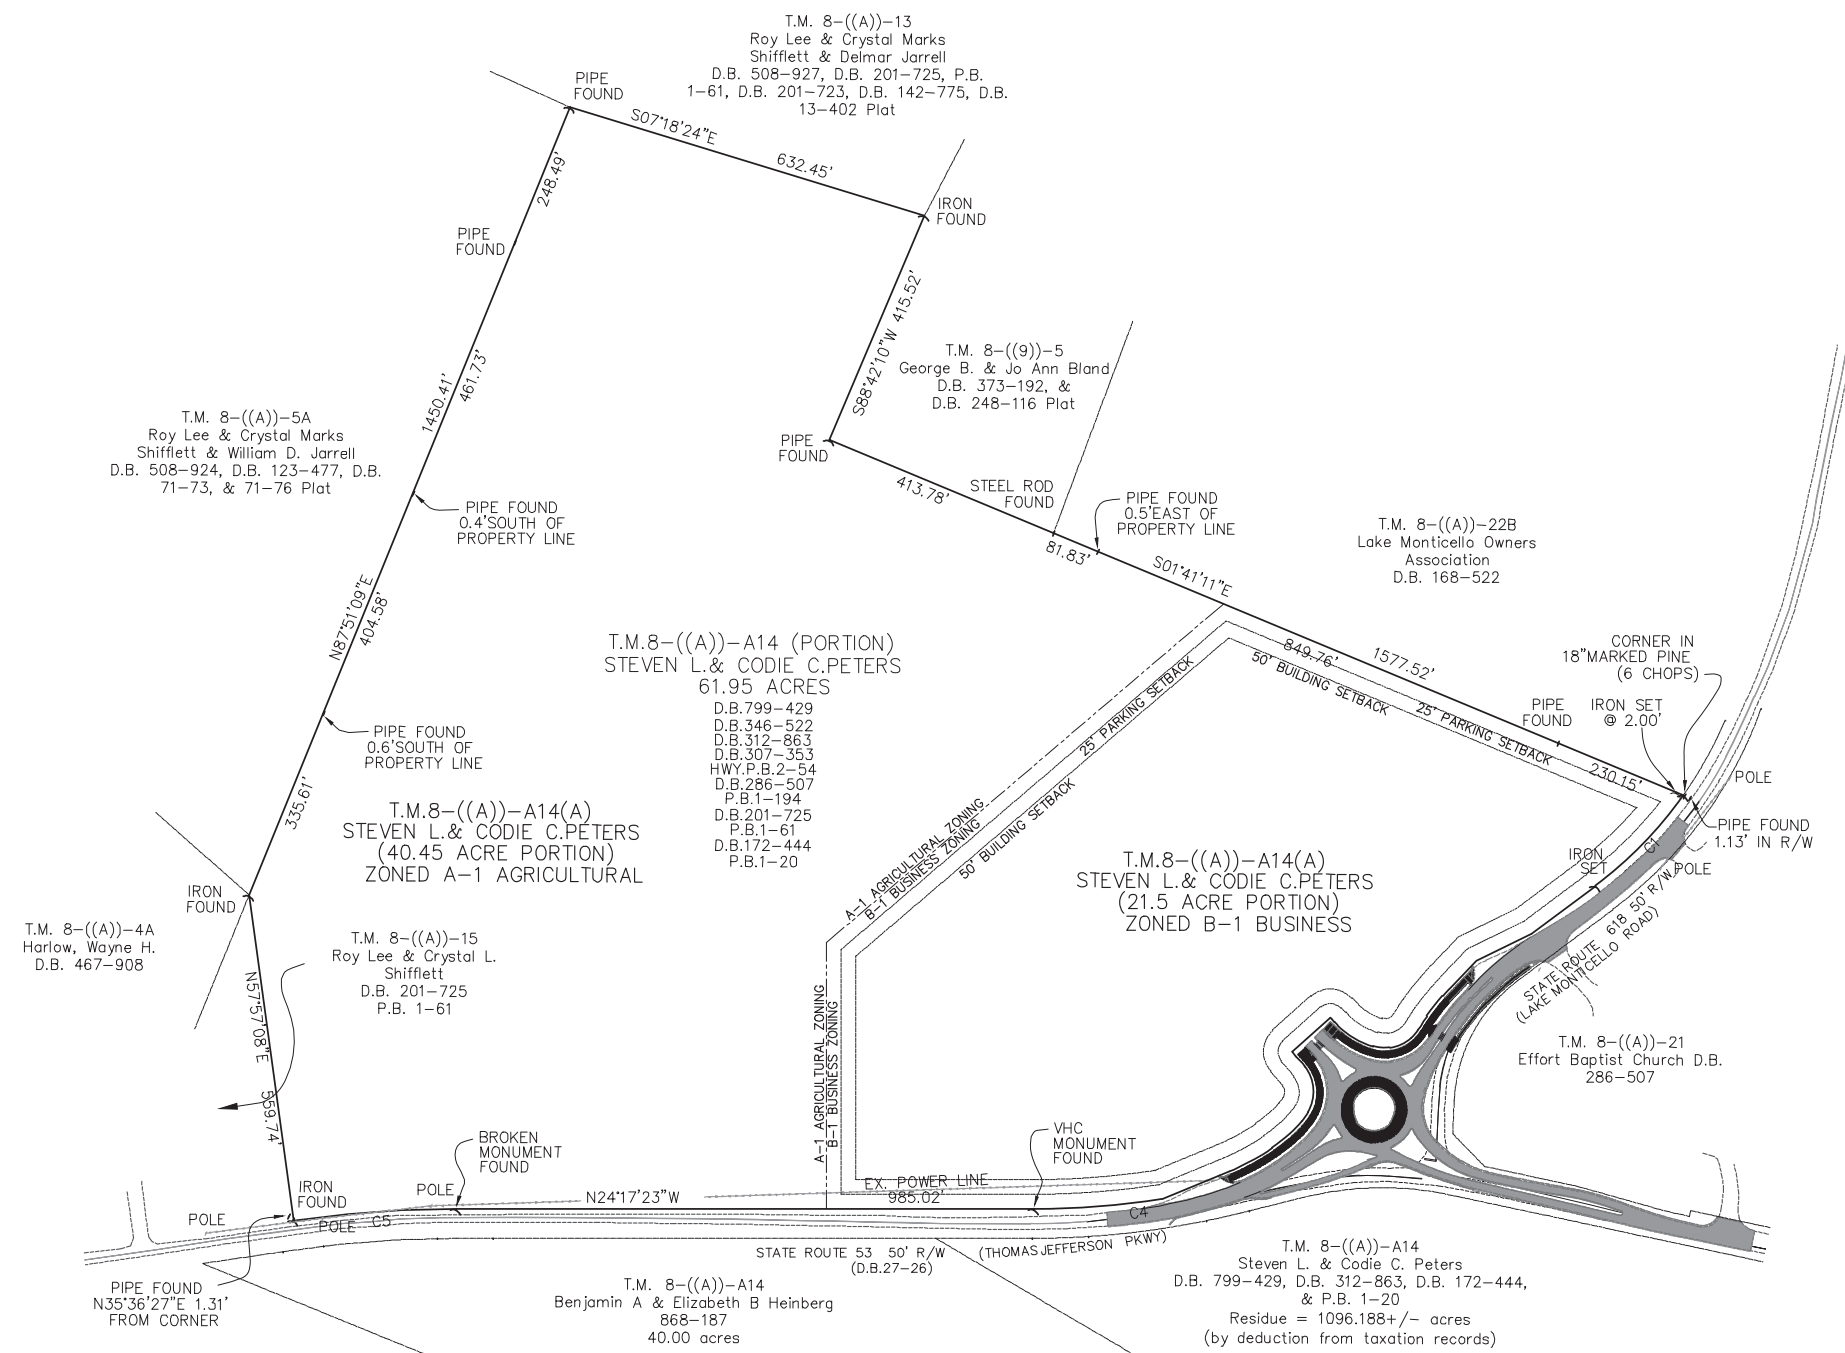 T.M. 8-((A))-13
Roy Lee & Crystal Marks
Shifflett & Delmar Jarrell
D.B. 508-927, D.B. 201-725, P.B.
1-61, D.B. 201-723, D.B. 142-775, D.B.
13-402 Plat
PIPE
FOUND
S07°18'24"E
632.45'
IRON
FOUND
248.49'
PIPE
FOUND
S88°42'10"W 415.52'
T.M. 8-((9))-5
George B. & Jo Ann Bland
D.B. 373-192, &
D.B. 248-116 Plat
1450.41'
461.73'
T.M. 8-((A))-5A
Roy Lee & Crystal Marks
Shifflett & William D. Jarrell
D.B. 508-924, D.B. 123-477, D.B.
71-73, & 71-76 Plat
PIPE
FOUND
413.78'
STEEL ROD
FOUND
PIPE FOUND
0.5'EAST OF
PROPERTY LINE
81.83'
S01°41'11"E
PIPE FOUND
0.4'SOUTH OF
PROPERTY LINE
T.M. 8-((A))-22B
Lake Monticello Owners
Association
D.B. 168-522
N87°51'09"E
404.58'
T.M.8-((A))-A14 (PORTION)
STEVEN L.& CODIE C.PETERS
61.95 ACRES
D.B.799-429
D.B.346-522
D.B.312-863
D.B.307-353
HWY.P.B.2-54
D.B.286-507
P.B.1-194
D.B.201-725
P.B.1-61
D.B.172-444
P.B.1-20
849.76'
1577.52'
50' BUILDING SETBACK
25' PARKING SETBACK
25' PARKING SETBACK
50' BUILDING SETBACK
CORNER IN
18"MARKED PINE
(6 CHOPS)
IRON SET
@ 2.00'
PIPE
FOUND
230.15'
POLE
PIPE FOUND
1.13' IN R/W
PIPE FOUND
0.6'SOUTH OF
PROPERTY LINE
335.61'
T.M.8-((A))-A14(A)
STEVEN L.& CODIE C.PETERS
(40.45 ACRE PORTION)
ZONED A-1 AGRICULTURAL
A-1 AGRICULTURAL ZONING
B-1 BUSINESS ZONING
T.M.8-((A))-A14(A)
STEVEN L.& CODIE C.PETERS
(21.5 ACRE PORTION)
ZONED B-1 BUSINESS
IRON
SET
C1
POLE
STATE ROUTE 618 50' R/W
(LAKE MONTICELLO ROAD)
IRON
FOUND
T.M. 8-((A))-4A
Harlow, Wayne H.
D.B. 467-908
T.M. 8-((A))-15
Roy Lee & Crystal L.
Shifflett
D.B. 201-725
P.B. 1-61
N57°57'08"E 559.74'
A-1 AGRICULTURAL ZONING
B-1 BUSINESS ZONING
T.M. 8-((A))-21
Effort Baptist Church D.B.
286-507
BROKEN
MONUMENT
FOUND
VHC
MONUMENT
FOUND
IRON
FOUND
POLE
N24°17'23"W
EX. POWER LINE
985.02'
POLE
POLE
C5
C4
STATE ROUTE 53 50' R/W
(D.B.27-26)
(THOMAS JEFFERSON PKWY)
PIPE FOUND
N35°36'27"E 1.31'
FROM CORNER
T.M. 8-((A))-A14
Benjamin A & Elizabeth B Heinberg
868-187
40.00 acres
T.M. 8-((A))-A14
Steven L. & Codie C. Peters
D.B. 799-429, D.B. 312-863, D.B. 172-444,
& P.B. 1-20
Residue = 1096.188+/- acres
(by deduction from taxation records)